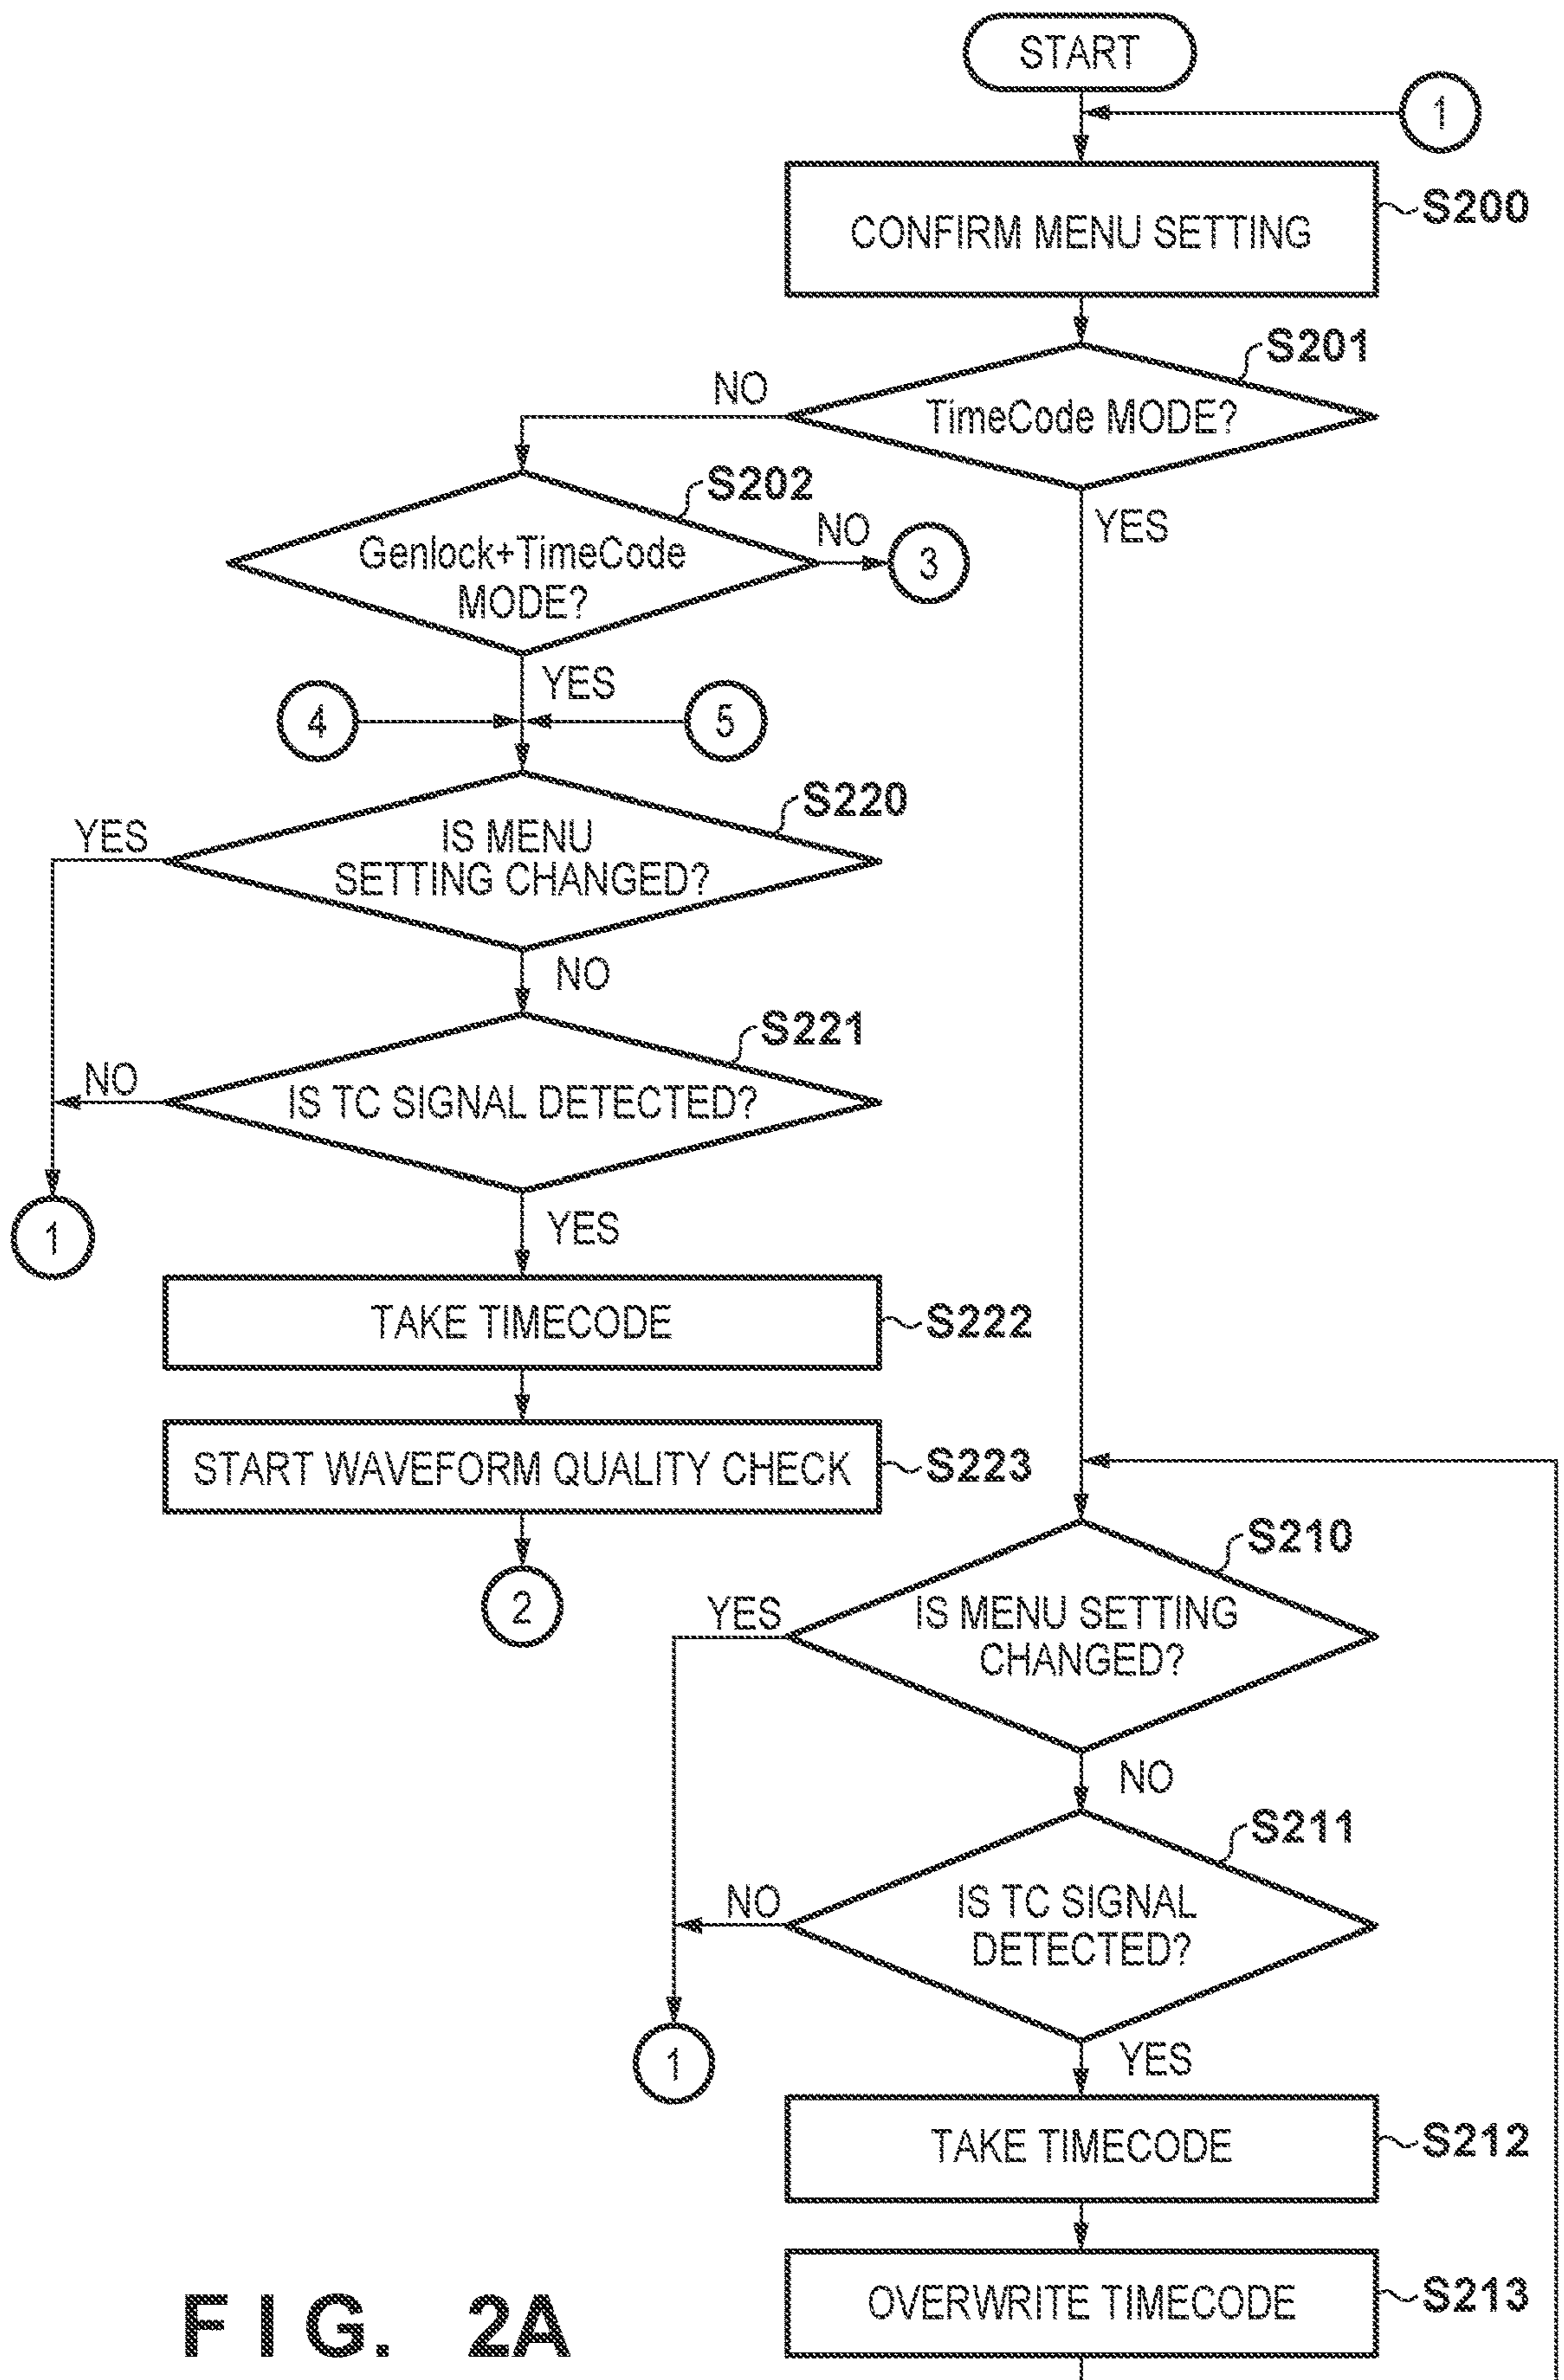 START
1
CONFIRM MENU SETTING
S200
S201
TimeCode MODE?
NO
YES
S202
Genlock+TimeCode
MODE?
NO
3
YES
4
5
S220
IS MENU
SETTING CHANGED?
YES
NO
S221
IS TC SIGNAL DETECTED?
NO
1
YES
TAKE TIMECODE
S222
START WAVEFORM QUALITY CHECK
S223
2
S210
IS MENU SETTING
CHANGED?
YES
NO
S211
IS TC SIGNAL
DETECTED?
NO
1
YES
TAKE TIMECODE
S212
OVERWRITE TIMECODE
S213
FIG. 2A